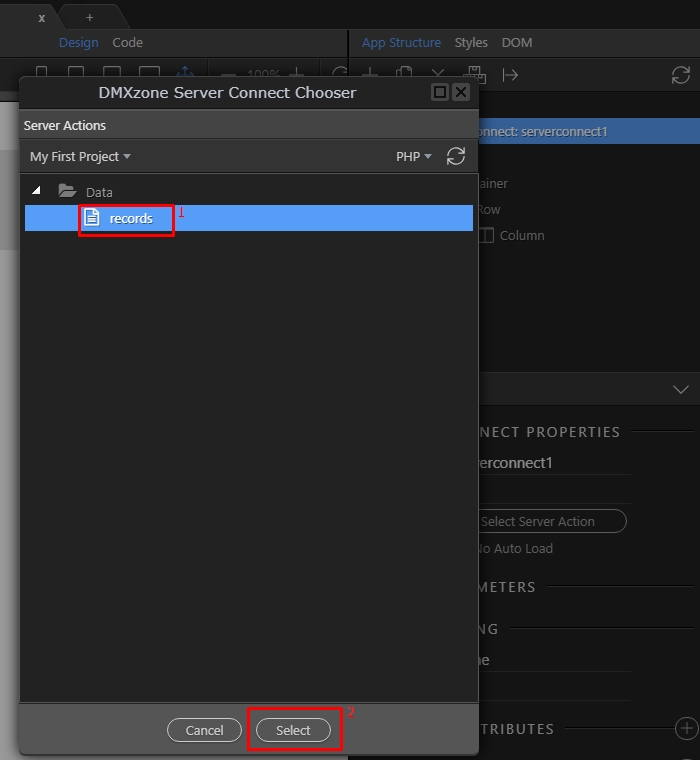 x +
Design Code
App Structure Styles DOM
100%
DMXzone Server Connect Chooser
Server Actions
My First Project PHP
Data
records 1
onnect: serverconnect1
ainer
Row
Column
NECT PROPERTIES
verconnect1
Select Server Action
No Auto Load
METERS
NG
ne
Cancel Select 2
TRIBUTES